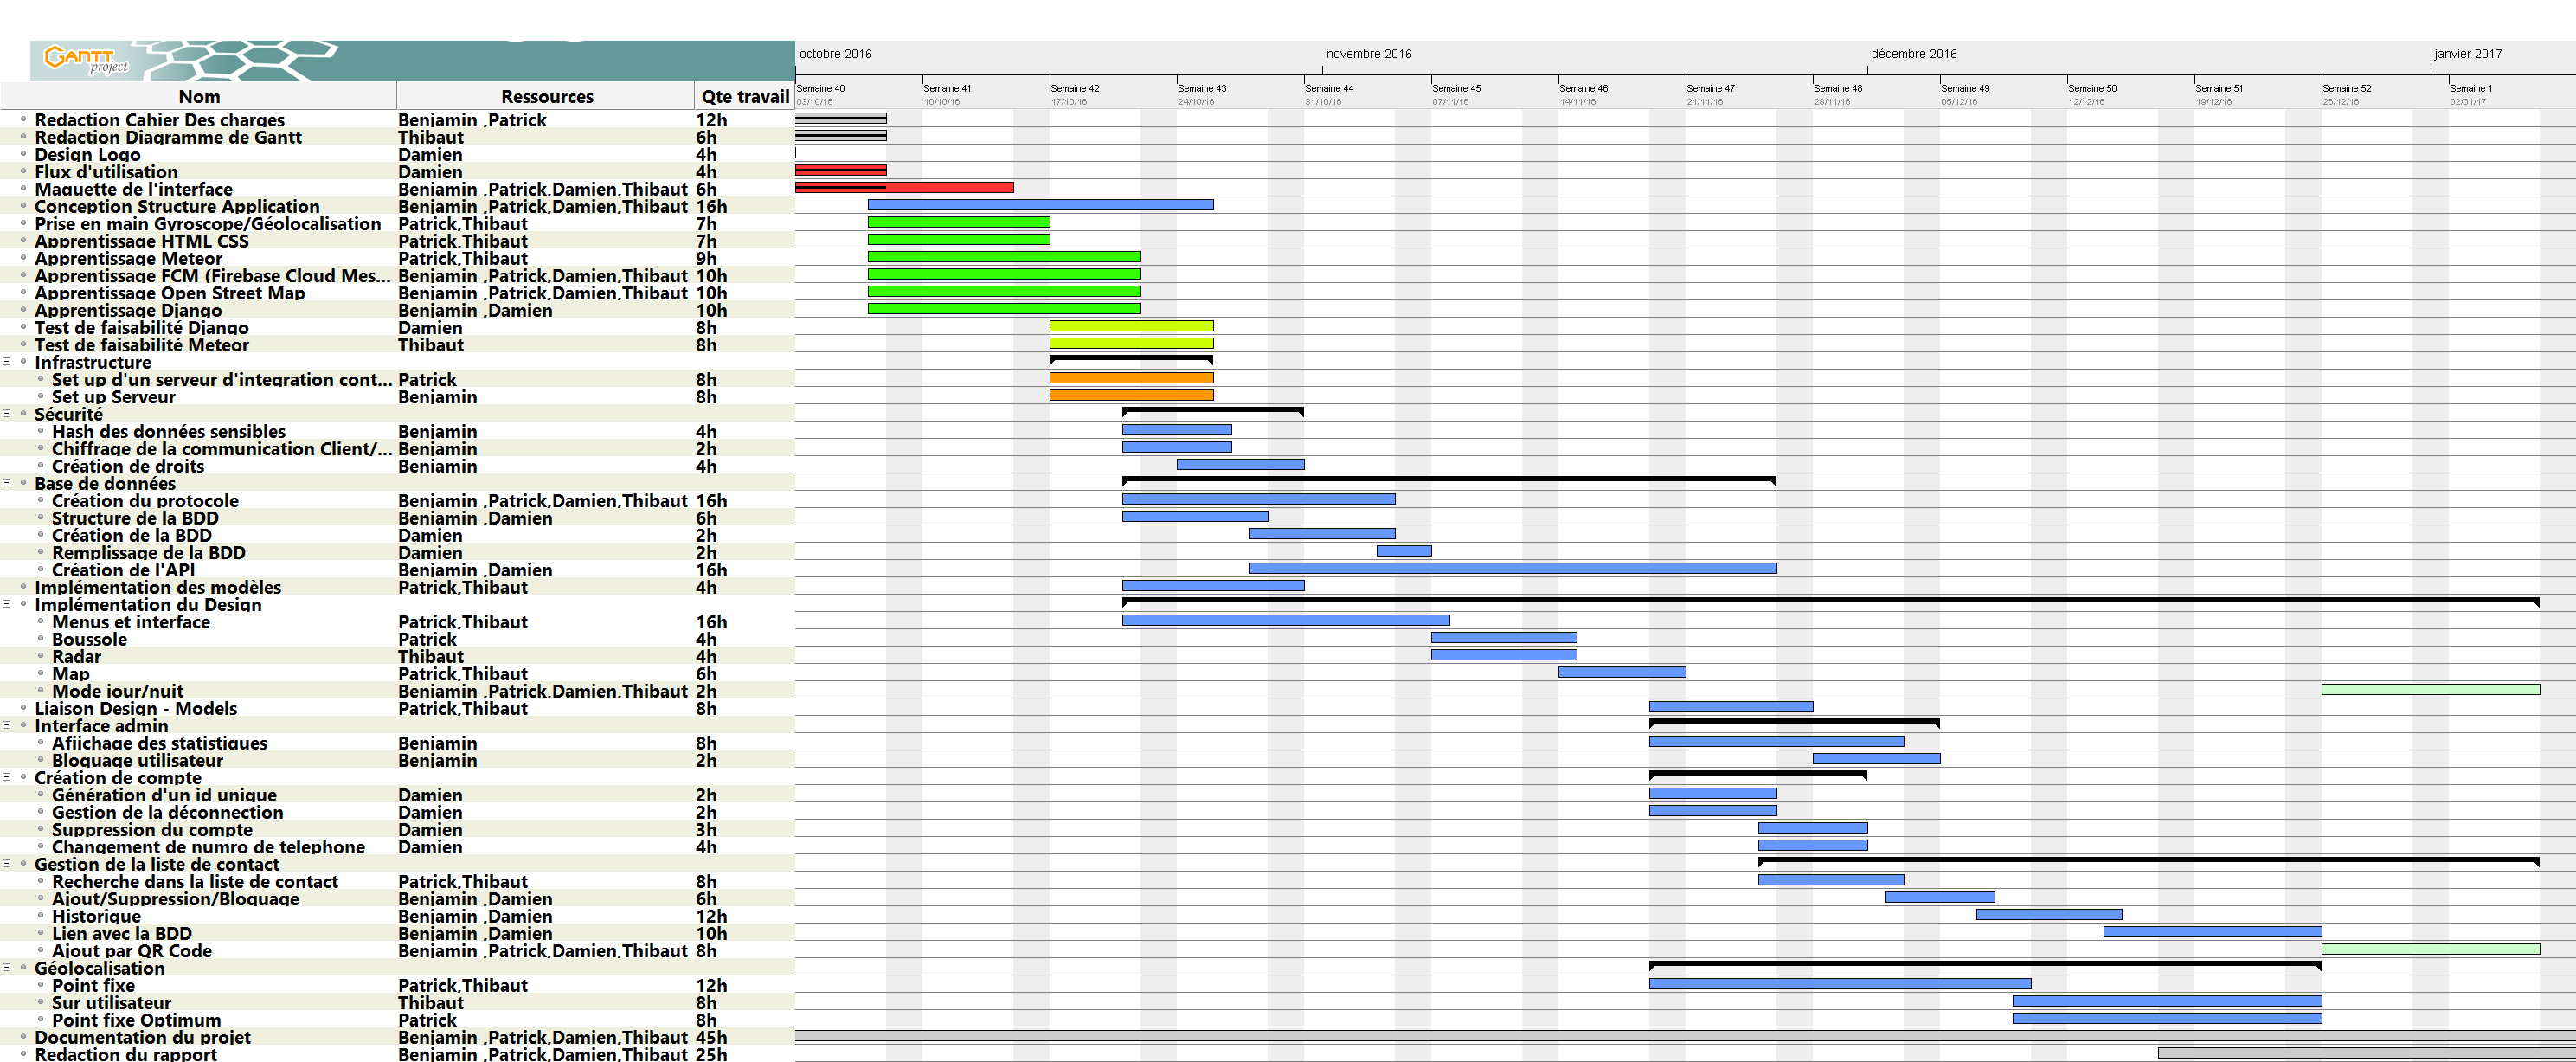 GANTT project
octobre 2016 novembre 2016 décembre 2016 janvier 2017
Nom Ressources Qte travail
Semaine 40 Semaine 41 Semaine 42 Semaine 43 Semaine 44 Semaine 45 Semaine 46 Semaine 47 Semaine 48 Semaine 49 Semaine 50 Semaine 51 Semaine 52 Semaine 1
03/10/16 10/10/16 17/10/16 24/10/16 31/10/16 07/11/16 14/11/16 21/11/16 28/11/16 05/12/16 12/12/16 19/12/16 26/12/16 02/01/17
Redaction Cahier Des charges Benjamin ,Patrick 12h
Redaction Diagramme de Gantt Thibaut 6h
Design Logo Damien 4h
Flux d'utilisation Damien 4h
Maquette de l'interface Benjamin ,Patrick,Damien,Thibaut 6h
Conception Structure Application Benjamin ,Patrick,Damien,Thibaut 16h
Prise en main Gyroscope/Géolocalisation Patrick,Thibaut 7h
Apprentissage HTML CSS Patrick,Thibaut 7h
Apprentissage Meteor Patrick,Thibaut 9h
Apprentissage FCM (Firebase Cloud Mes... Benjamin ,Patrick,Damien,Thibaut 10h
Apprentissage Open Street Map Benjamin ,Patrick,Damien,Thibaut 10h
Apprentissage Django Benjamin ,Damien 10h
Test de faisabilité Django Damien 8h
Test de faisabilité Meteor Thibaut 8h
Infrastructure
Set up d'un serveur d'integration cont... Patrick 8h
Set up Serveur Benjamin 8h
Sécurité
Hash des données sensibles Benjamin 4h
Chiffrage de la communication Client/... Benjamin 2h
Création de droits Benjamin 4h
Base de données
Création du protocole Benjamin ,Patrick,Damien,Thibaut 16h
Structure de la BDD Benjamin ,Damien 6h
Création de la BDD Damien 2h
Remplissage de la BDD Damien 2h
Création de l'API Benjamin ,Damien 16h
Implémentation des modèles Patrick,Thibaut 4h
Implémentation du Design
Menus et interface Patrick,Thibaut 16h
Boussole Patrick 4h
Radar Thibaut 4h
Map Patrick,Thibaut 6h
Mode jour/nuit Benjamin ,Patrick,Damien,Thibaut 2h
Liaison Design - Models Patrick,Thibaut 8h
Interface admin
Afiichage des statistiques Benjamin 8h
Bloquage utilisateur Benjamin 2h
Création de compte
Génération d'un id unique Damien 2h
Gestion de la déconnection Damien 2h
Suppression du compte Damien 3h
Changement de numro de telephone Damien 4h
Gestion de la liste de contact
Recherche dans la liste de contact Patrick,Thibaut 8h
Ajout/Suppression/Bloquage Benjamin ,Damien 6h
Historique Benjamin ,Damien 12h
Lien avec la BDD Benjamin ,Damien 10h
Ajout par QR Code Benjamin ,Patrick,Damien,Thibaut 8h
Géolocalisation
Point fixe Patrick,Thibaut 12h
Sur utilisateur Thibaut 8h
Point fixe Optimum Patrick 8h
Documentation du projet Benjamin ,Patrick,Damien,Thibaut 45h
Redaction du rapport Benjamin ,Patrick,Damien,Thibaut 25h